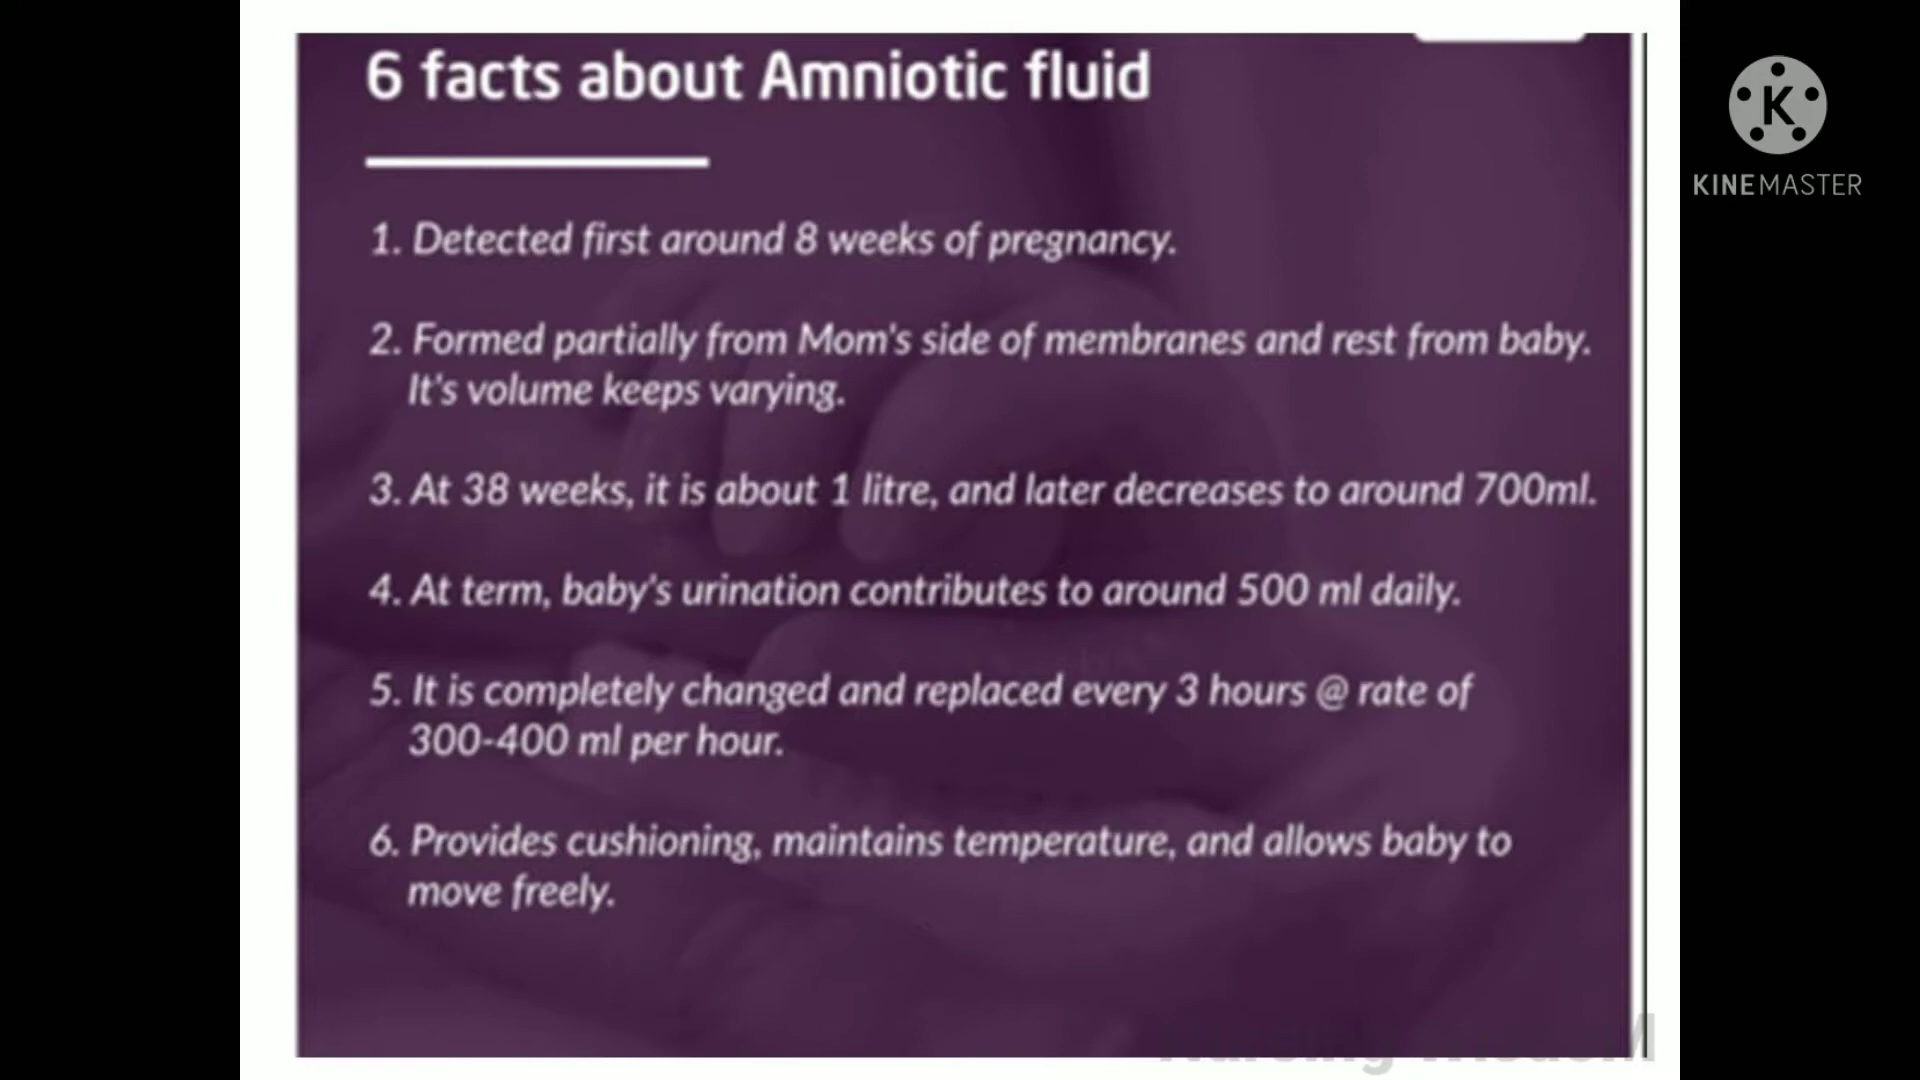 6 facts about Amniotic fluid
1. Detected first around 8 weeks of pregnancy.
2. Formed partially from Mom's side of membranes and rest from baby.
It's volume keeps varying.
3. At 38 weeks, it is about 1 litre, and later decreases to around 700ml.
4. At term, baby's urination contributes to around 500 ml daily.
5. It is completely changed and replaced every 3 hours @ rate of
300-400 ml per hour.
6. Provides cushioning, maintains temperature, and allows baby to
move freely.
K
KINEMASTER